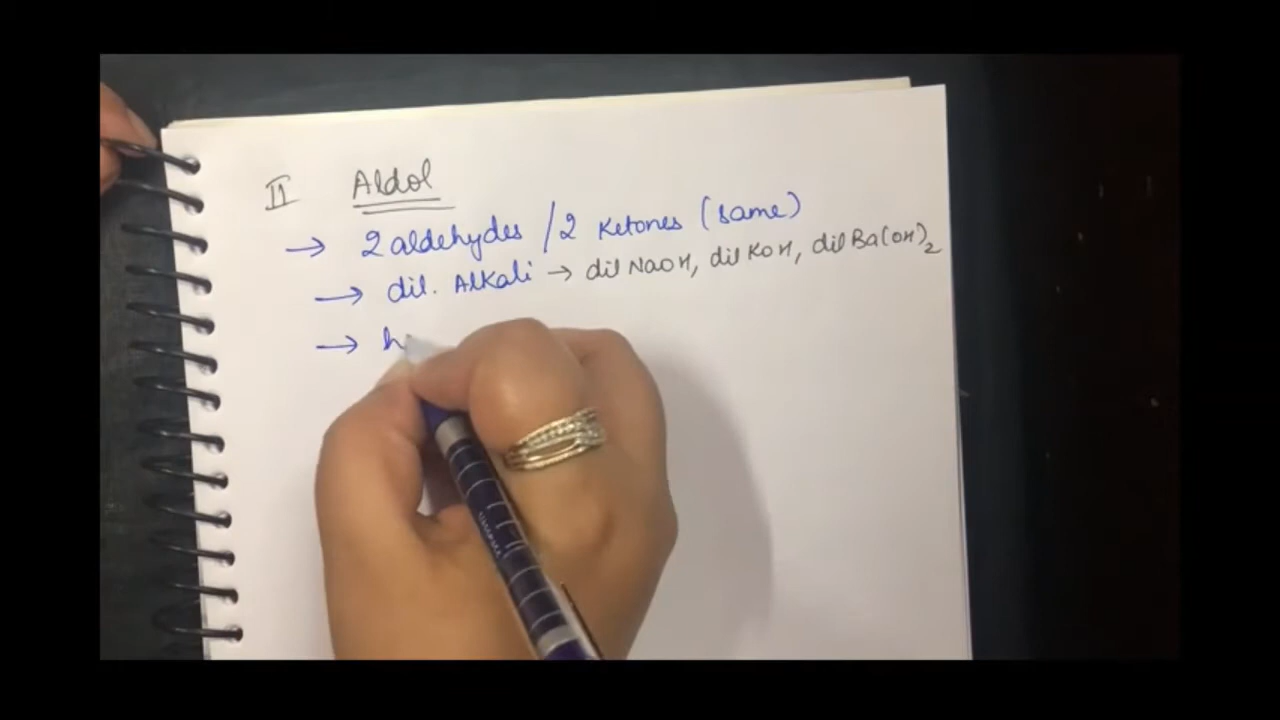 II Aldol
→ 2 aldehydes / 2 Ketones (same)
→ dil. Alkali → dil NaOH, dil KOH, dil Ba(OH)2
→ h